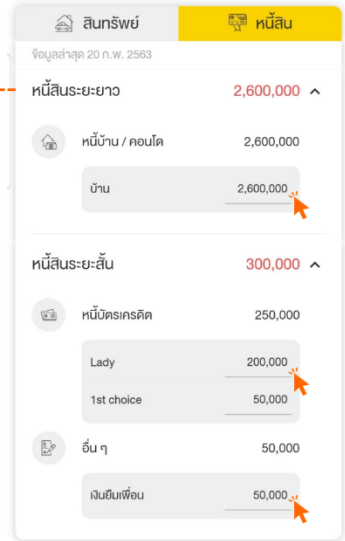 สินทรัพย์ หนี้สิน
ข้อมูลล่าสุด 20 ก.พ. 2563
หนี้สินระยะยาว 2,600,000
หนี้บ้าน / คอนโด 2,600,000
บ้าน 2,600,000
หนี้สินระยะสั้น 300,000
หนี้บัตรเครดิต 250,000
Lady 200,000
1st choice 50,000
อื่น ๆ 50,000
เงินยืมเพื่อน 50,000